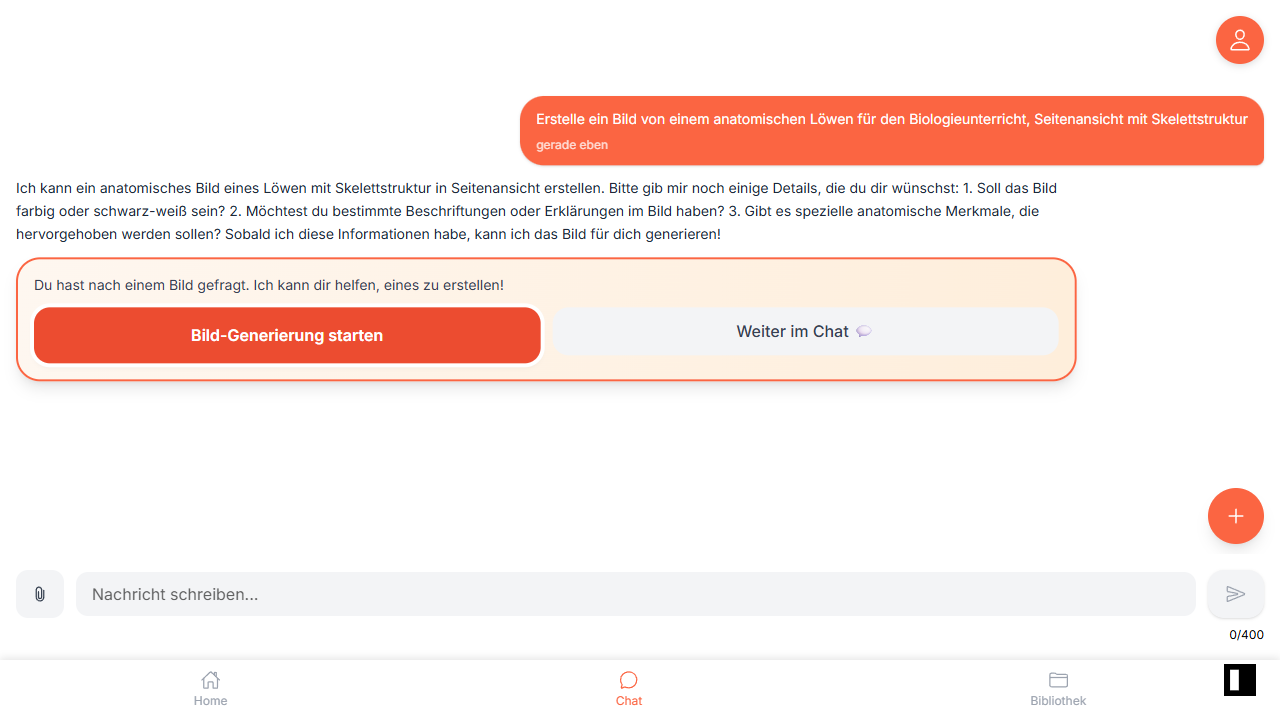 Erstelle ein Bild von einem anatomischen Löwen für den Biologieunterricht, Seitenansicht mit Skelettstruktur
gerade eben
Ich kann ein anatomisches Bild eines Löwen mit Skelettstruktur in Seitenansicht erstellen. Bitte gib mir noch einige Details, die du dir wünschst: 1. Soll das Bild
farbig oder schwarz-weiß sein? 2. Möchtest du bestimmte Beschriftungen oder Erklärungen im Bild haben? 3. Gibt es spezielle anatomische Merkmale, die
hervorgehoben werden sollen? Sobald ich diese Informationen habe, kann ich das Bild für dich generieren!
Du hast nach einem Bild gefragt. Ich kann dir helfen, eines zu erstellen!
Bild-Generierung starten
Weiter im Chat
Nachricht schreiben...
0/400
Home
Chat
Bibliothek